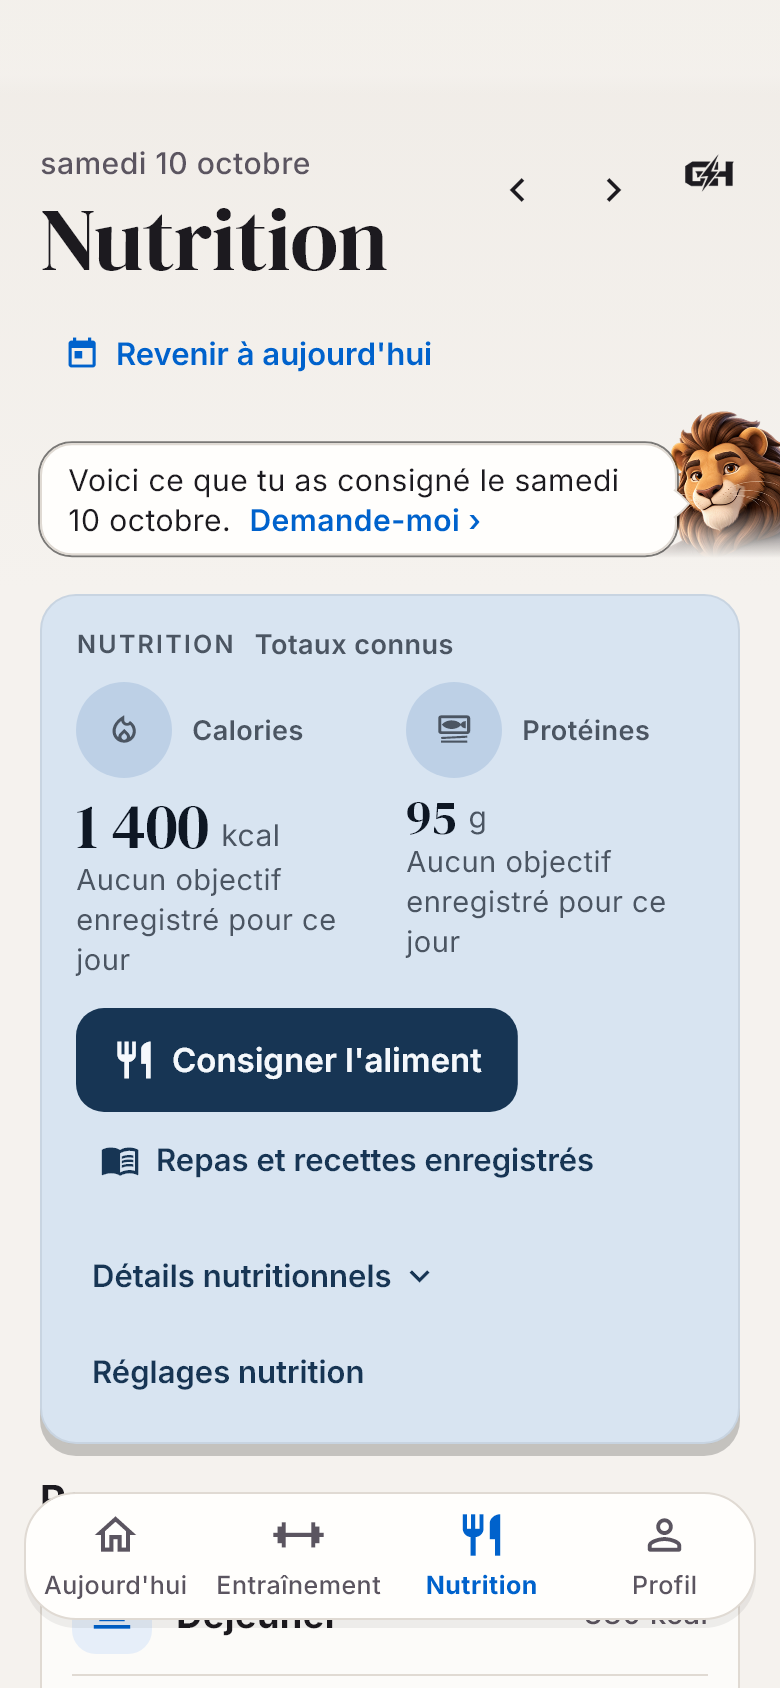 samedi 10 octobre
GH
Nutrition
Revenir à aujourd'hui
Voici ce que tu as consigné le samedi
10 octobre. Demande-moi ›
NUTRITION Totaux connus
Calories
Protéines
1 400 kcal
95 g
Aucun objectif
enregistré pour ce
jour
Aucun objectif
enregistré pour ce
jour
Consigner l'aliment
Repas et recettes enregistrés
Détails nutritionnels
Réglages nutrition
Aujourd'hui
Entraînement
Nutrition
Profil
Déjeuner